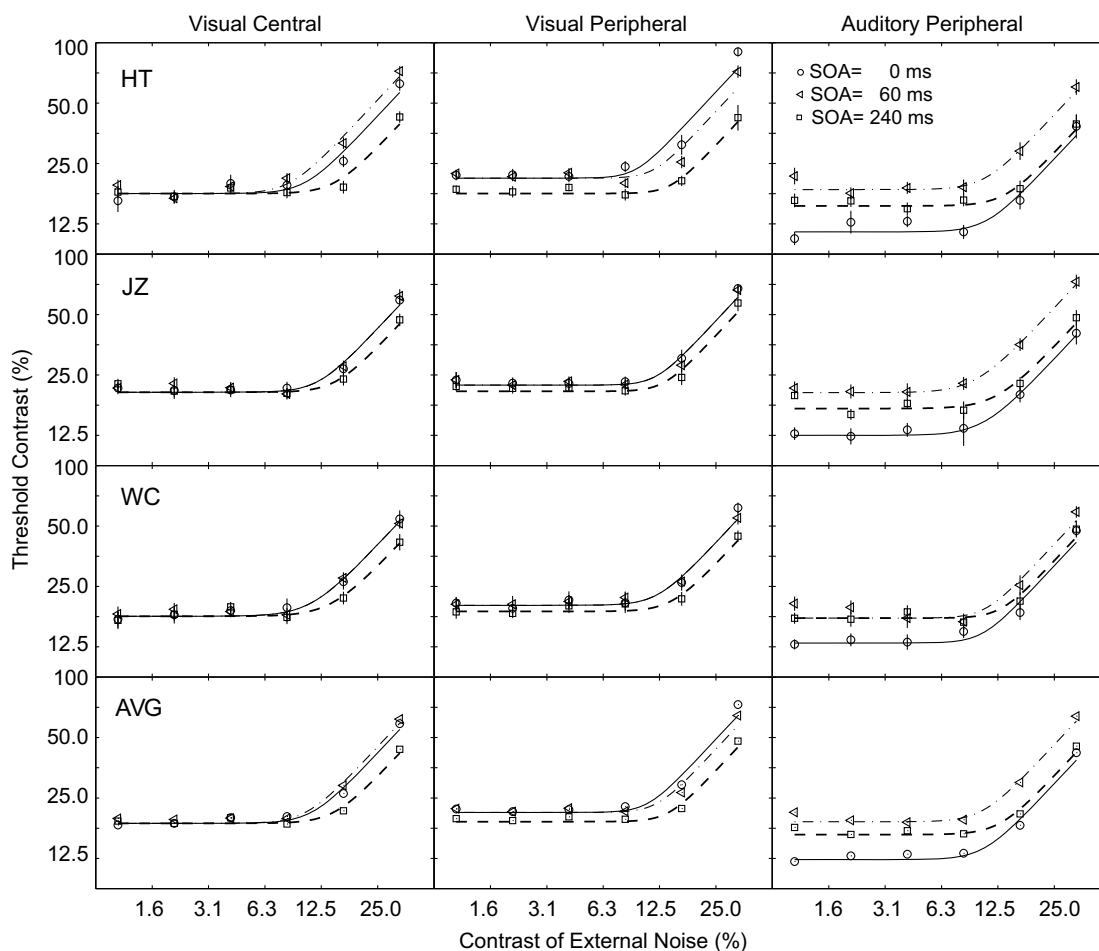 Visual Central Visual Peripheral Auditory Peripheral
100
HT
SOA= 0 ms
SOA= 60 ms
SOA= 240 ms
50.0
25.0
12.5
100
JZ
50.0
25.0
12.5
100
WC
50.0
25.0
12.5
100
AVG
50.0
25.0
12.5
Threshold Contrast (%)
1.6 3.1 6.3 12.5 25.0 1.6 3.1 6.3 12.5 25.0 1.6 3.1 6.3 12.5 25.0
Contrast of External Noise (%)